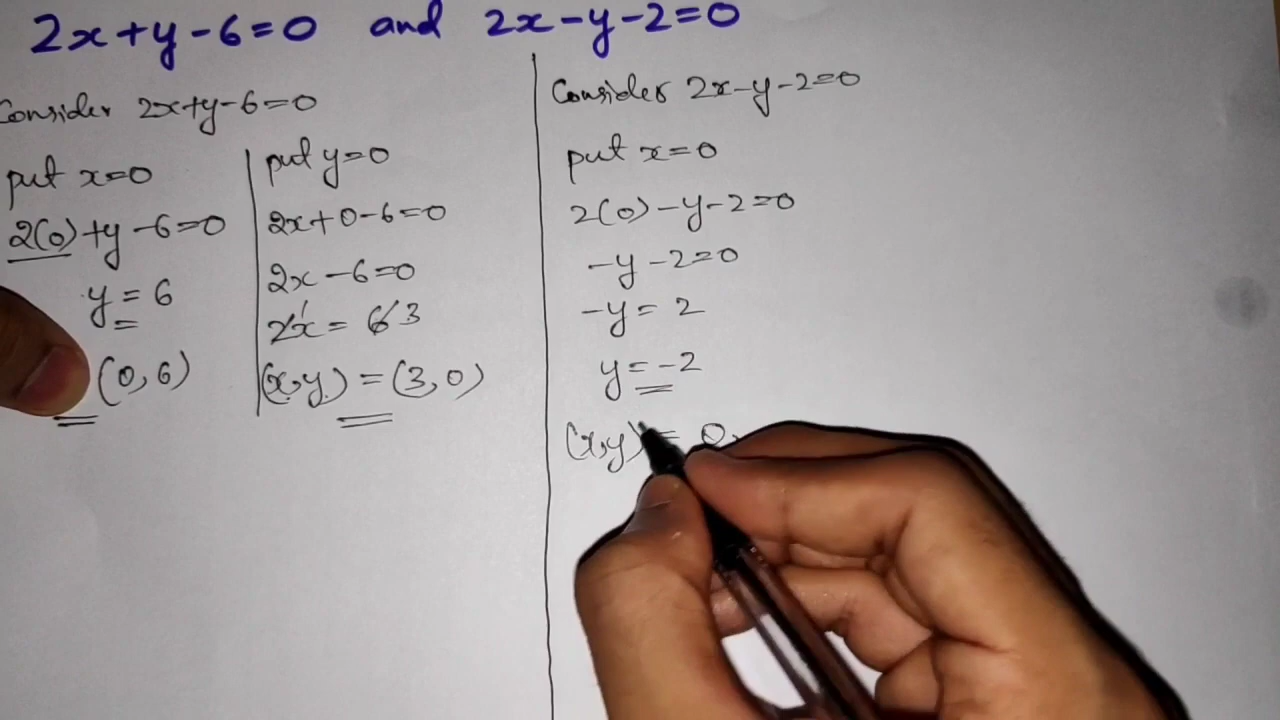 2x+y-6=0 and 2x-y-2=0
Consider 2x+y-6=0
put x=0
2(0)+y-6=0
y=6
(0,6)
put y=0
2x+0-6=0
2x-6=0
2x=6 3
(x,y)=(3,0)
Consider 2x-y-2=0
put x=0
2(0)-y-2=0
-y-2=0
-y=2
y=-2
(x,y)= 0,